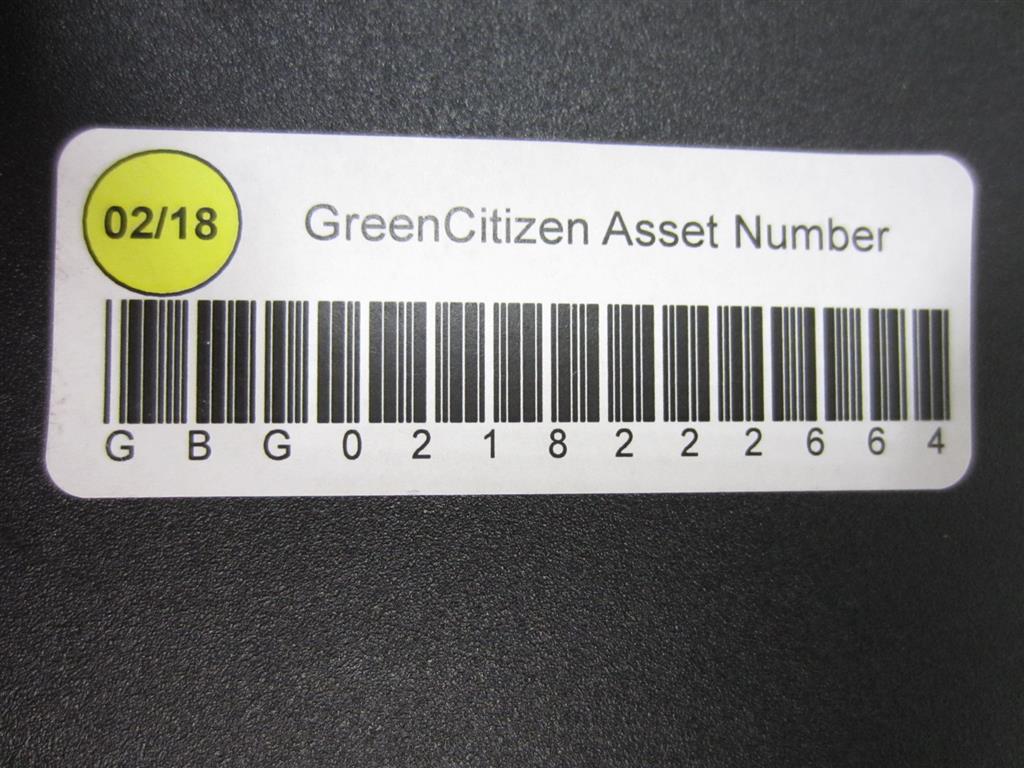 02/18
GreenCitizen Asset Number
G B G 0 2 1 8 2 2 2 6 6 4